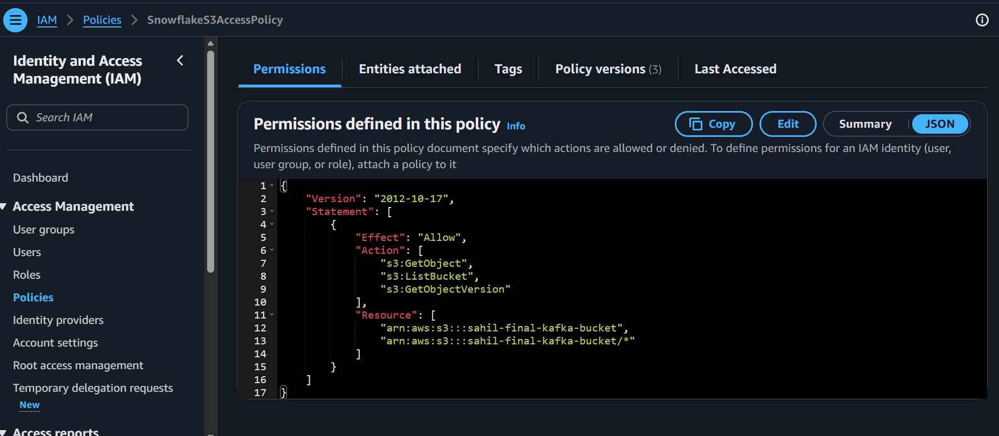 IAM > Policies > SnowflakeS3AccessPolicy
Identity and Access
Management (IAM)
Search IAM
Dashboard
Access Management
User groups
Users
Roles
Policies
Identity providers
Account settings
Root access management
Temporary delegation requests
New
Access reports
Permissions
Entities attached
Tags
Policy versions (3)
Last Accessed
Permissions defined in this policy Info
Copy
Edit
Summary
JSON
Permissions defined in this policy document specify which actions are allowed or denied. To define permissions for an IAM identity (user,
user group, or role), attach a policy to it
1 {
2 "Version": "2012-10-17",
3 "Statement": [
4 {
5 "Effect": "Allow",
6 "Action": [
7 "s3:GetObject",
8 "s3:ListBucket",
9 "s3:GetObjectVersion"
10 ],
11 "Resource": [
12 "arn:aws:s3:::sahil-final-kafka-bucket",
13 "arn:aws:s3:::sahil-final-kafka-bucket/*"
14 ]
15 }
16 ]
17 }